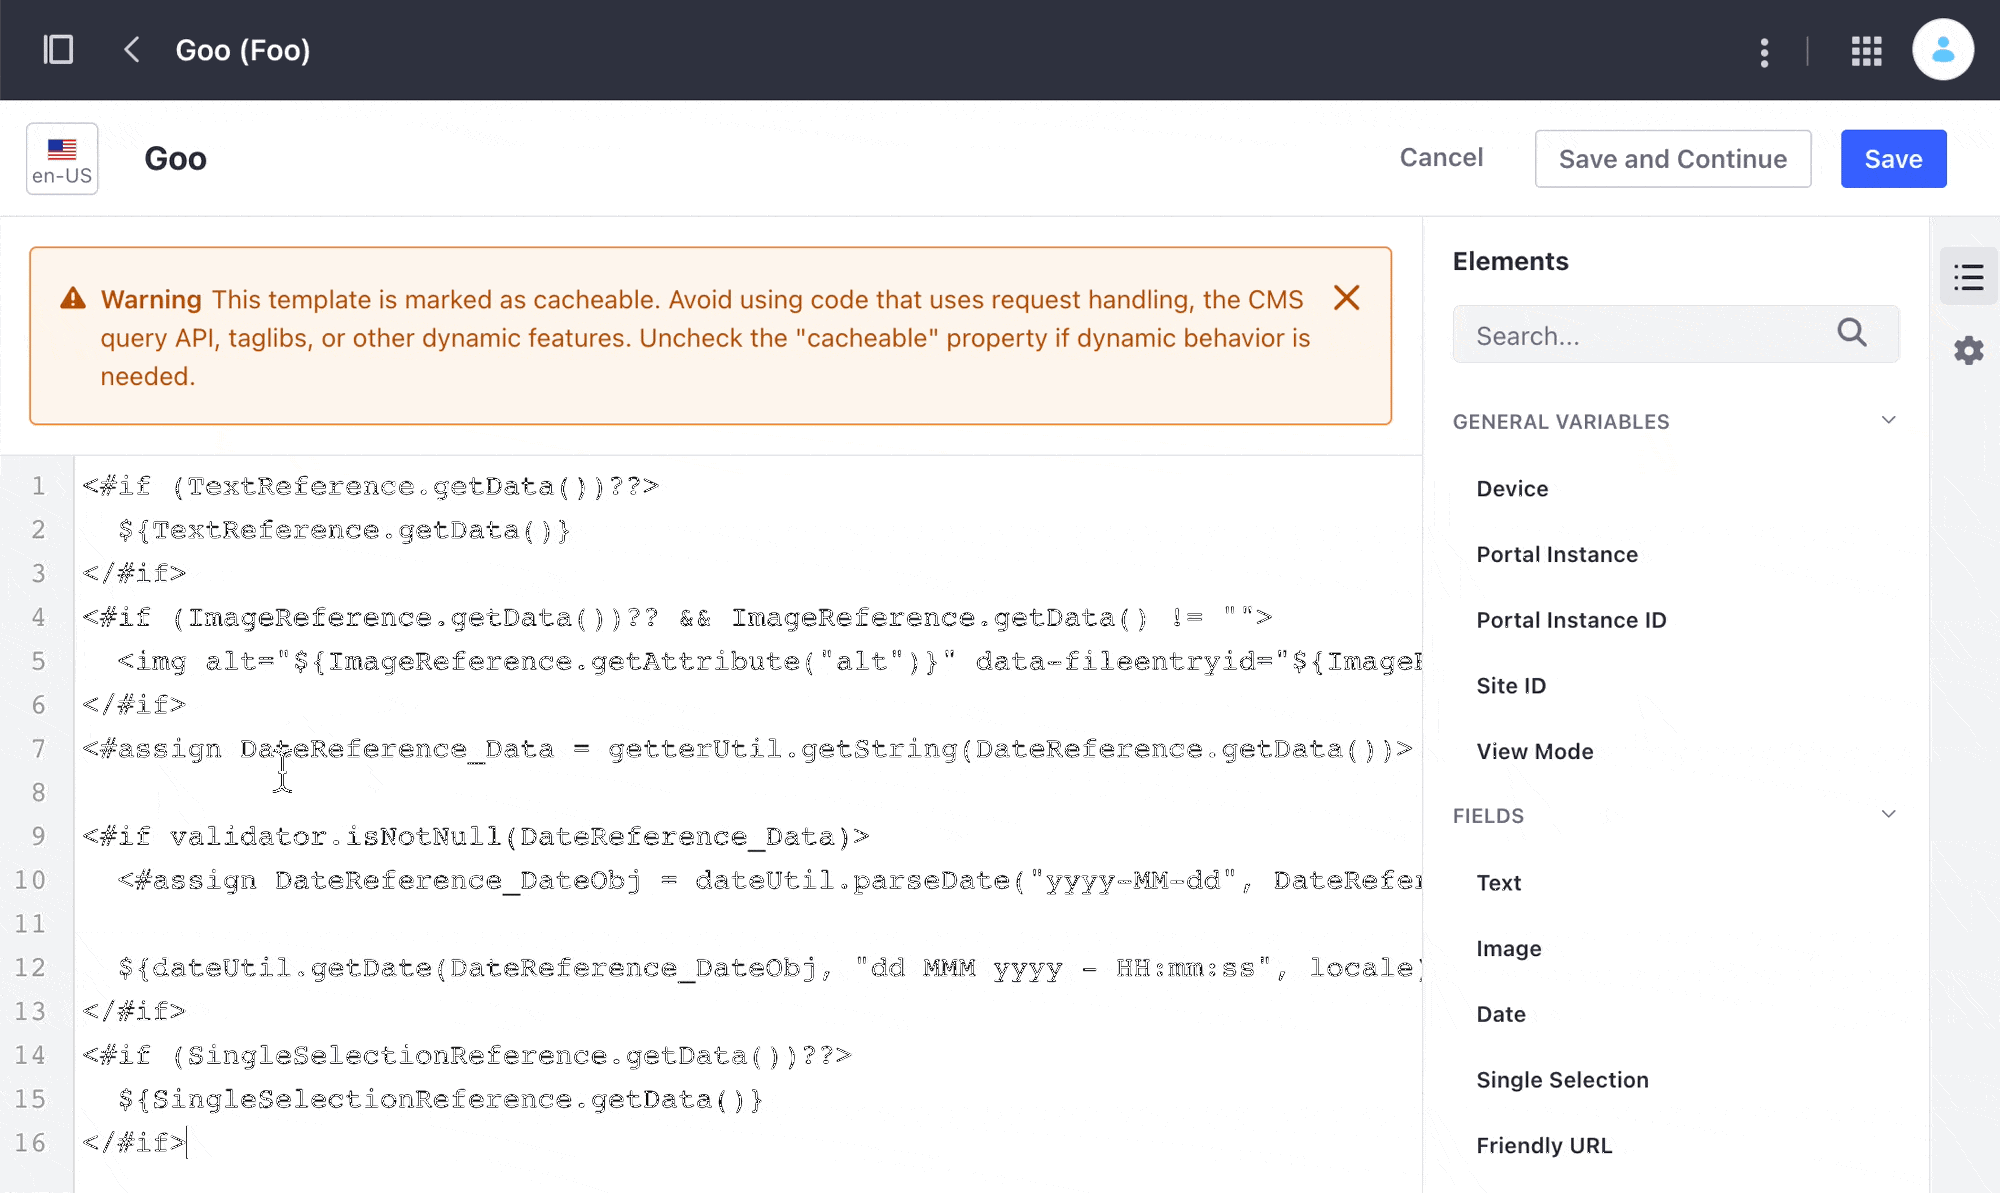 Goo (Foo)
en-US
Goo
Cancel
Save and Continue
Save
Warning This template is marked as cacheable. Avoid using code that uses request handling, the CMS
query API, taglibs, or other dynamic features. Uncheck the "cacheable" property if dynamic behavior is
needed.
1 <#if (TextReference.getData())??>
2 ${TextReference.getData()}
3 </#if>
4 <#if (ImageReference.getData())?? && ImageReference.getData() != "">
5 <img alt="${ImageReference.getAttribute("alt")}" data-fileentryid="${Image
6 </#if>
7 <#assign DateReference_Data = getterUtil.getString(DateReference.getData())>
8
9 <#if validator.isNotNull(DateReference_Data)>
10 <#assign DateReference_DateObj = dateUtil.parseDate("yyyy-MM-dd", DateRefer
11
12 ${dateUtil.getDate(DateReference_DateObj, "dd MMM yyyy - HH:mm:ss", locale)
13 </#if>
14 <#if (SingleSelectionReference.getData())??>
15 ${SingleSelectionReference.getData()}
16 </#if>
Elements
Search...
GENERAL VARIABLES
Device
Portal Instance
Portal Instance ID
Site ID
View Mode
FIELDS
Text
Image
Date
Single Selection
Friendly URL